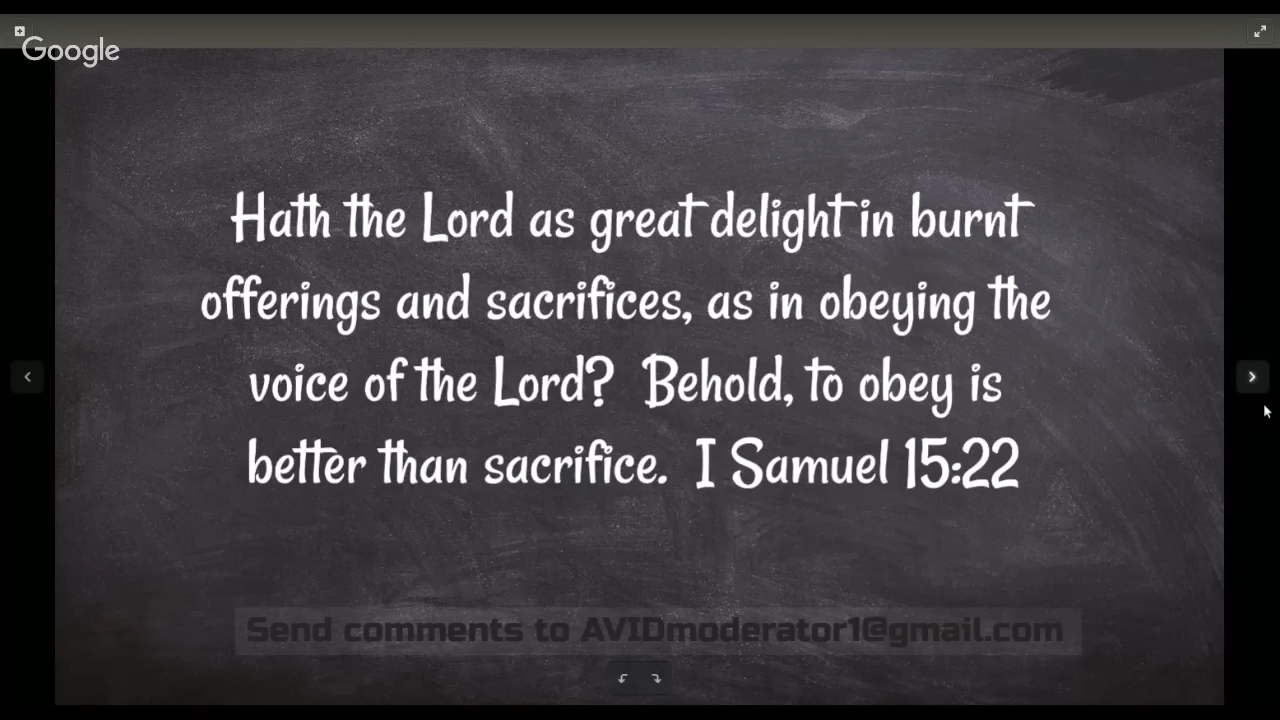 Google
Hath the Lord as great delight in burnt
offerings and sacrifices, as in obeying the
voice of the Lord? Behold, to obey is
better than sacrifice. I Samuel 15:22
Send comments to AVIDmoderator1@gmail.com